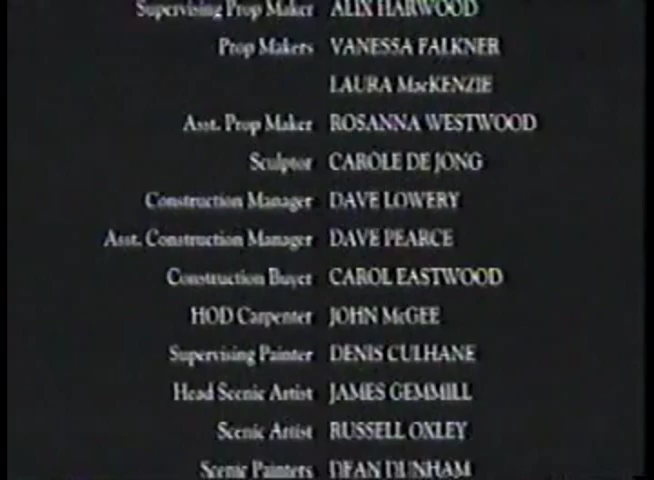 Supervising Prop Maker ALIX HARWOOD
Prop Makers VANESSA FALKNER
LAURA MacKENZIE
Asst. Prop Maker ROSANNA WESTWOOD
Sculptor CAROLE DE JONG
Construction Manager DAVE LOWERY
Asst. Construction Manager DAVE PEARCE
Construction Buyer CAROL EASTWOOD
HOD Carpenter JOHN McGEE
Supervising Painter DENIS CULHANE
Head Scenic Artist JAMES GEMMILL
Scenic Artist RUSSELL OXLEY
Scenic Painters DEAN DUNHAM